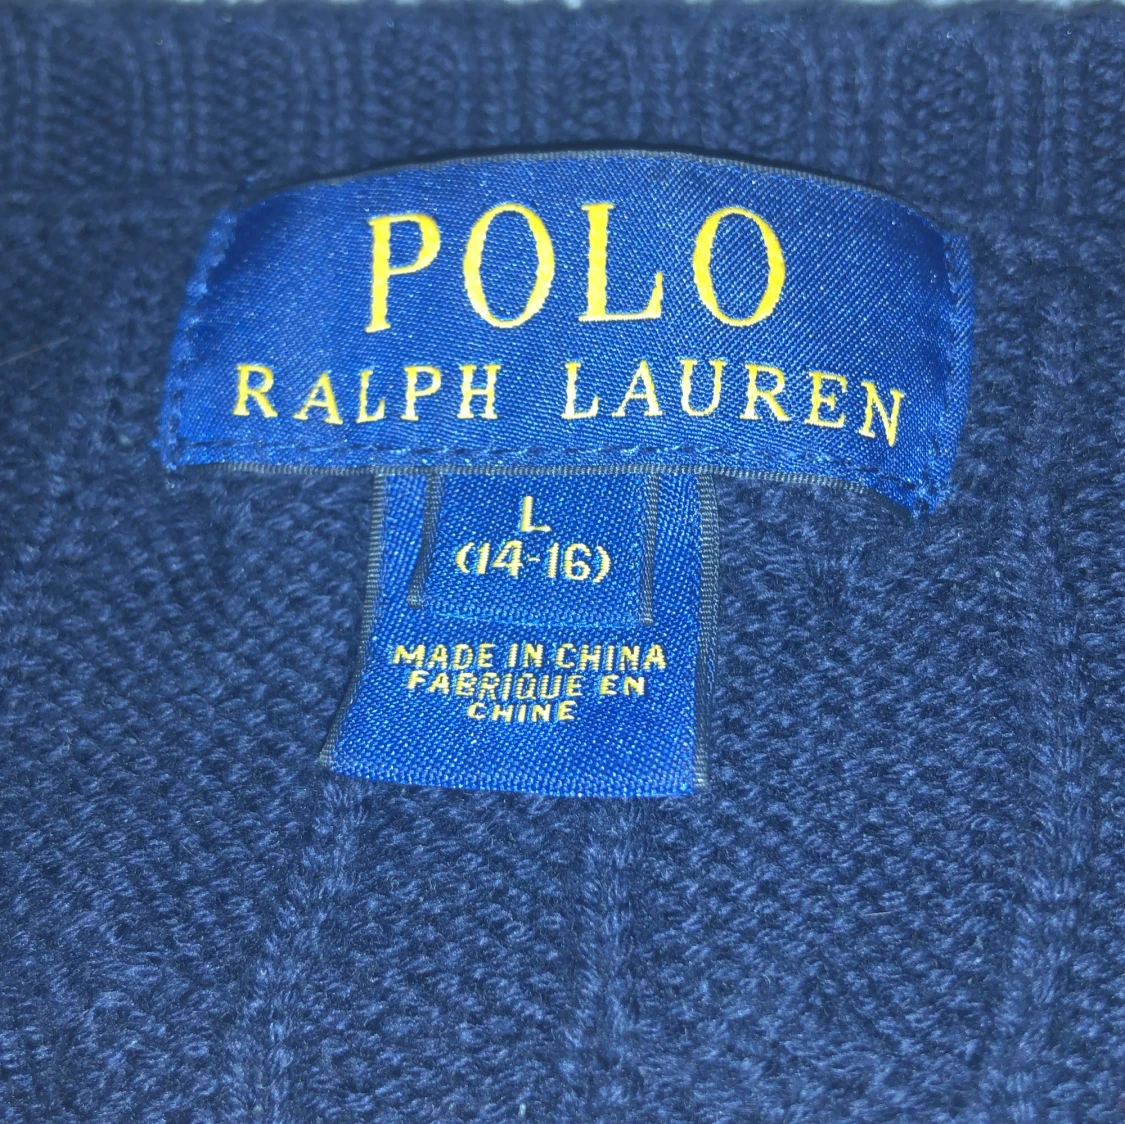 POLO
RALPH LAUREN
L
(14-16)
MADE IN CHINA
FABRIQUE EN
CHINE